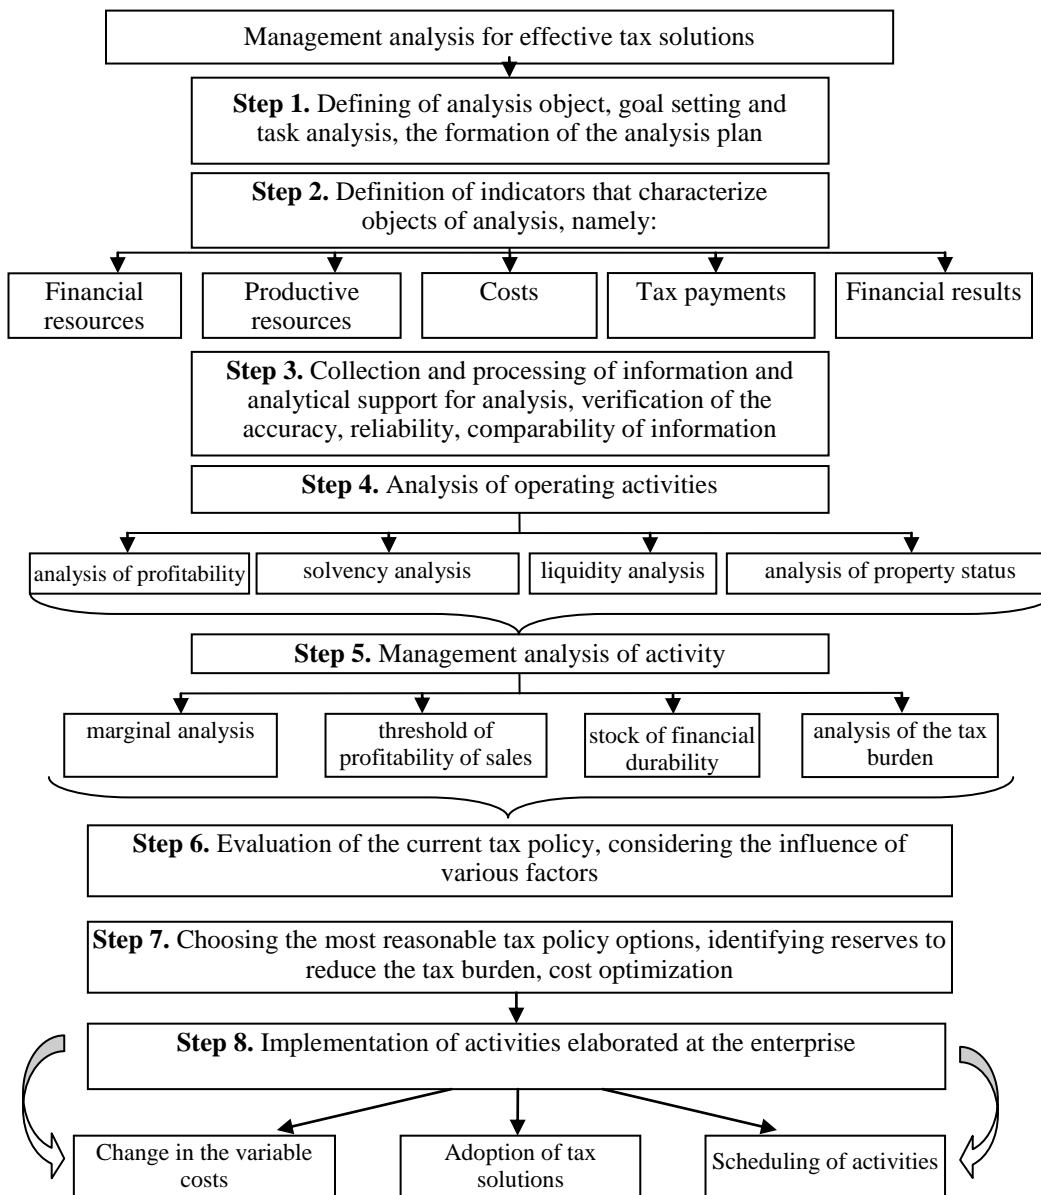 Management analysis for effective tax solutions
Step 1. Defining of analysis object, goal setting and
task analysis, the formation of the analysis plan
Step 2. Definition of indicators that characterize
objects of analysis, namely:
Financial
resources
Productive
resources
Costs
Tax payments
Financial results
Step 3. Collection and processing of information and
analytical support for analysis, verification of the
accuracy, reliability, comparability of information
Step 4. Analysis of operating activities
analysis of profitability
solvency analysis
liquidity analysis
analysis of property status
Step 5. Management analysis of activity
marginal analysis
threshold of
profitability of sales
stock of financial
durability
analysis of the tax
burden
Step 6. Evaluation of the current tax policy, considering the influence of
various factors
Step 7. Choosing the most reasonable tax policy options, identifying reserves to
reduce the tax burden, cost optimization
Step 8. Implementation of activities elaborated at the enterprise
Change in the variable
costs
Adoption of tax
solutions
Scheduling of activities